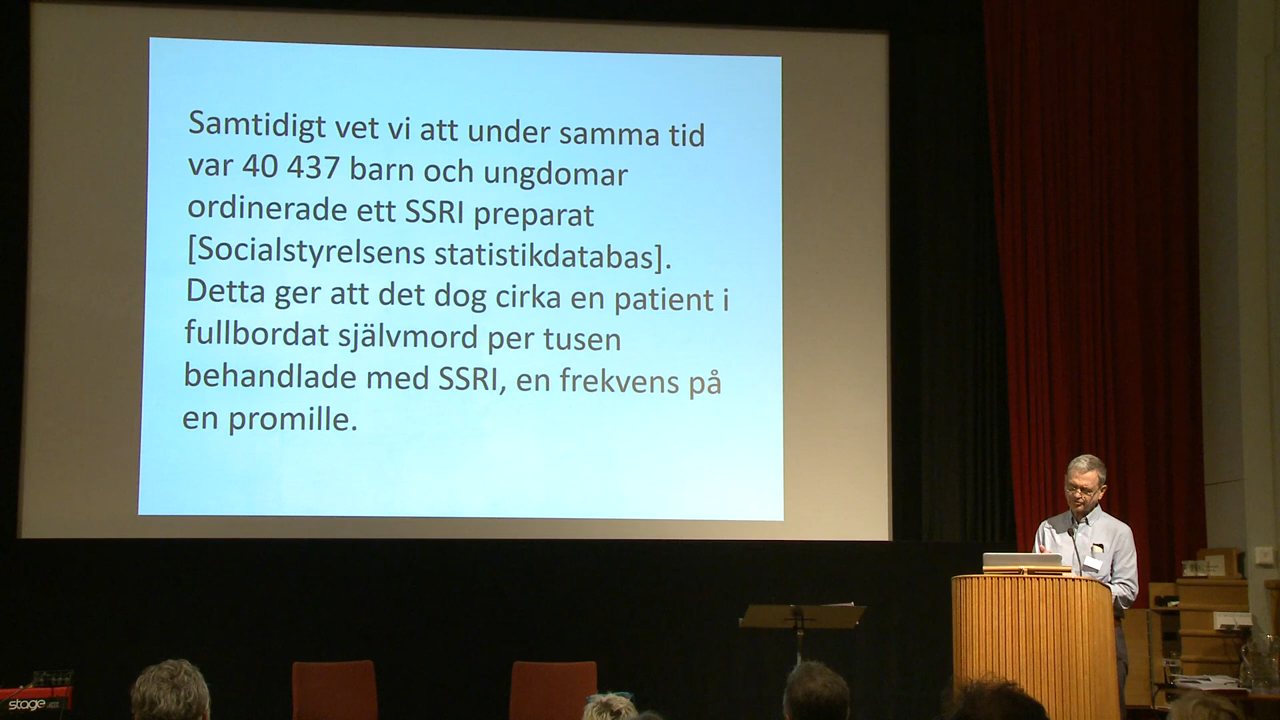 Samtidigt vet vi att under samma tid
var 40 437 barn och ungdomar
ordinerade ett SSRI preparat
[Socialstyrelsens statistikdatabas].
Detta ger att det dog cirka en patient i
fullbordat självmord per tusen
behandlade med SSRI, en frekvens på
en promille.
stage